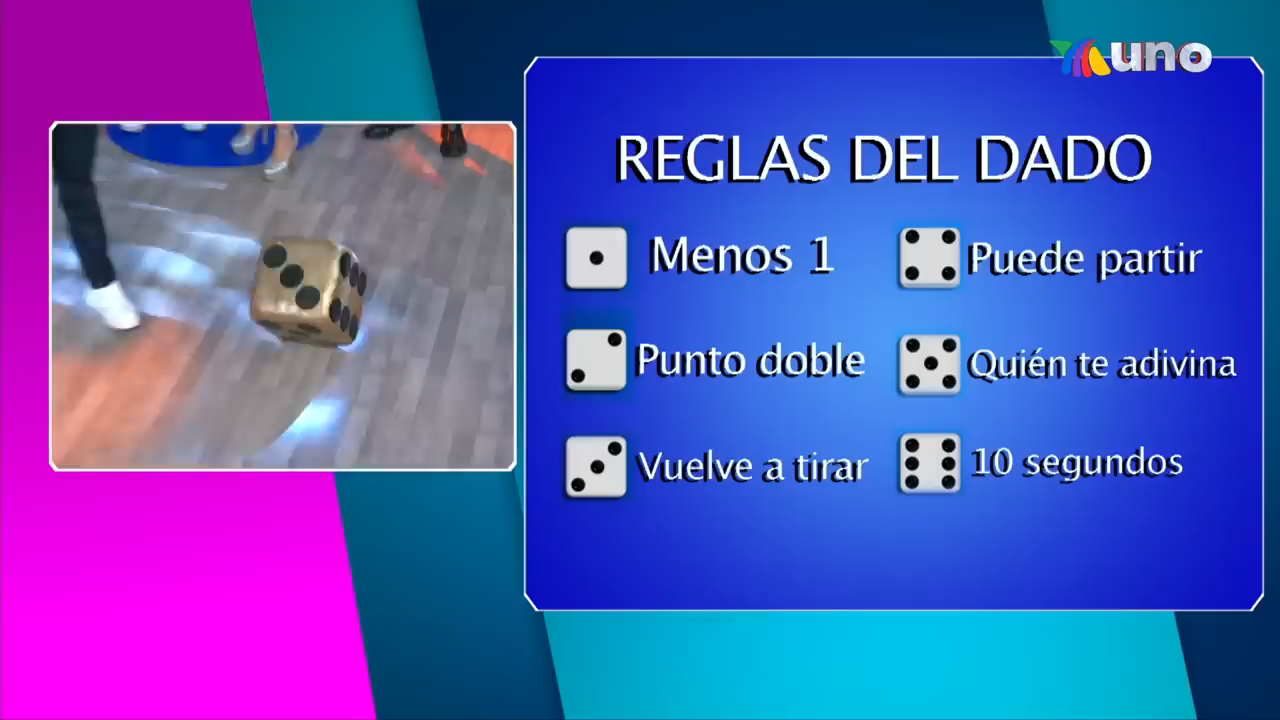 uno
REGLAS DEL DADO
Menos 1
Puede partir
Punto doble
Quién te adivina
Vuelve a tirar
10 segundos